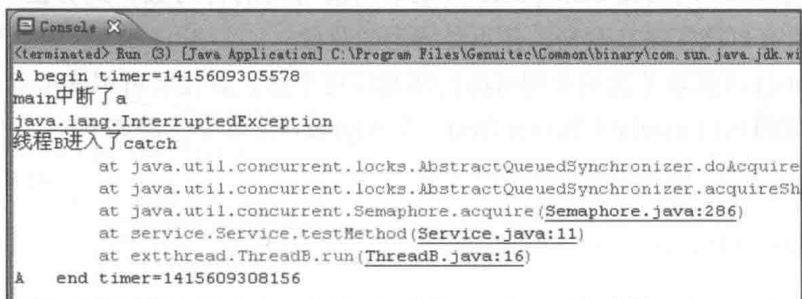 Console
<terminated> Run (3) [Java Application] C:\Program Files\Genuitec\Common\binary\com.sun.java.jdk.wi
A begin timer=1415609305578
main中断了a
java.lang.InterruptedException
线程B进入了catch
at java.util.concurrent.locks.AbstractQueuedSynchronizer.doAcquire
at java.util.concurrent.locks.AbstractQueuedSynchronizer.acquireSh
at java.util.concurrent.Semaphore.acquire(Semaphore.java:286)
at service.Service.testMethod(Service.java:11)
at extthread.ThreadB.run(ThreadB.java:16)
A   end timer=1415609308156